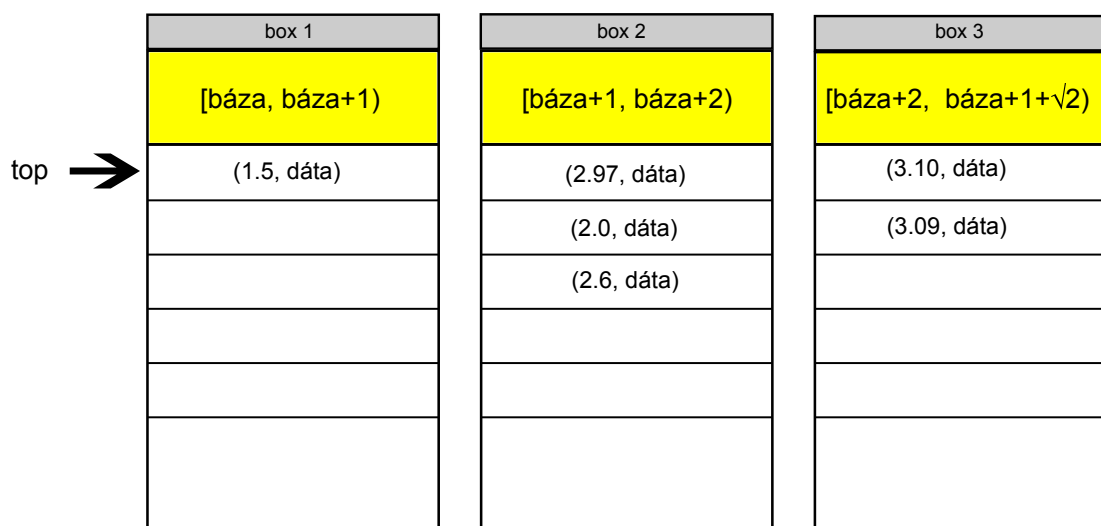 box 1
box 2
box 3
[báza, báza+1)
[báza+1, báza+2)
[báza+2, báza+1+√2)
top
(1.5, dáta)
(2.97, dáta)
(3.10, dáta)
(2.0, dáta)
(3.09, dáta)
(2.6, dáta)